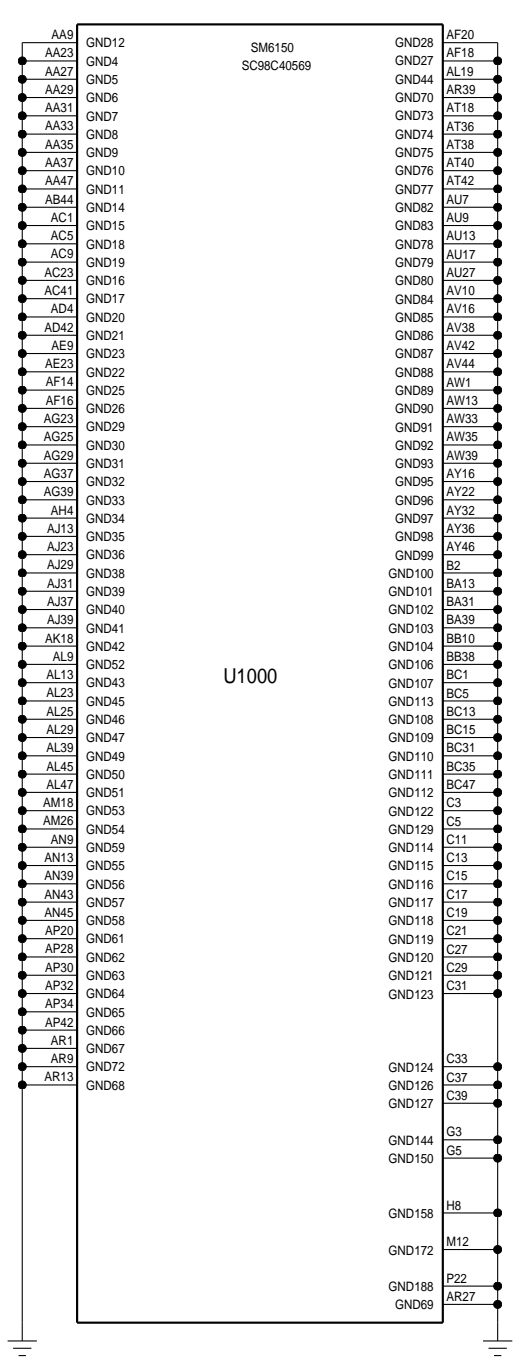 AA9 GND12 SM6150 GND28 AF20
AA23 GND4 SC98C40569 GND27 AF18
AA27 GND5 GND44 AL19
AA29 GND6 GND70 AR39
AA31 GND7 GND73 AT18
AA33 GND8 GND74 AT36
AA35 GND9 GND75 AT38
AA37 GND10 GND76 AT40
AA47 GND11 GND77 AT42
AB44 GND14 GND82 AU7
AC1 GND15 GND83 AU9
AC5 GND18 GND78 AU13
AC9 GND19 GND79 AU17
AC23 GND16 GND80 AU27
AC41 GND17 GND84 AV10
AD4 GND20 GND85 AV16
AD42 GND21 GND86 AV38
AE9 GND23 GND87 AV42
AE23 GND22 GND88 AV44
AF14 GND25 GND89 AW1
AF16 GND26 GND90 AW13
AG23 GND29 GND91 AW33
AG25 GND30 GND92 AW35
AG29 GND31 GND93 AW39
AG37 GND32 GND95 AY16
AG39 GND33 GND96 AY22
AH4 GND34 GND97 AY32
AJ13 GND35 GND98 AY36
AJ23 GND36 GND99 AY46
AJ29 GND38 GND100 B2
AJ31 GND39 GND101 BA13
AJ37 GND40 GND102 BA31
AJ39 GND41 GND103 BA39
AK18 GND42 GND104 BB10
AL9 GND52 GND106 BB38
AL13 GND43 U1000 GND107 BC1
AL23 GND45 GND113 BC5
AL25 GND46 GND108 BC13
AL29 GND47 GND109 BC15
AL39 GND49 GND110 BC31
AL45 GND50 GND111 BC35
AL47 GND51 GND112 BC47
AM18 GND53 GND122 C3
AM26 GND54 GND129 C5
AN9 GND59 GND114 C11
AN13 GND55 GND115 C13
AN39 GND56 GND116 C15
AN43 GND57 GND117 C17
AN45 GND58 GND118 C19
AP20 GND61 GND119 C21
AP28 GND62 GND120 C27
AP30 GND63 GND121 C29
AP32 GND64 GND123 C31
AP34 GND65
AP42 GND66
AR1 GND67
AR9 GND72 GND124 C33
AR13 GND68 GND126 C37
GND127 C39
GND144 G3
GND150 G5
GND158 H8
GND172 M12
GND188 P22
GND69 AR27